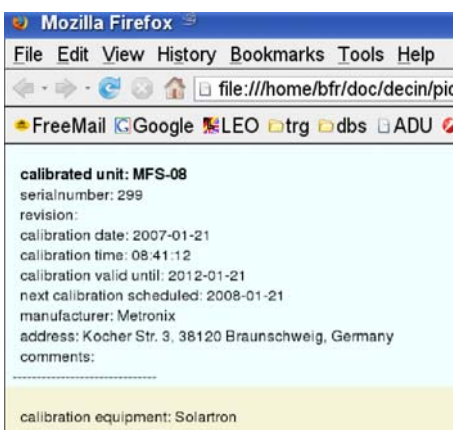 Mozilla Firefox
File Edit View History Bookmarks Tools Help
file:///home/bfr/doc/decin/pic
FreeMail Google LEO trg dbs ADU
calibrated unit: MFS-08
serialnumber: 299
revision:
calibration date: 2007-01-21
calibration time: 08:41:12
calibration valid until: 2012-01-21
next calibration scheduled: 2008-01-21
manufacturer: Metronix
address: Kocher Str. 3, 38120 Braunschweig, Germany
comments:
------------------------------
calibration equipment: Solartron